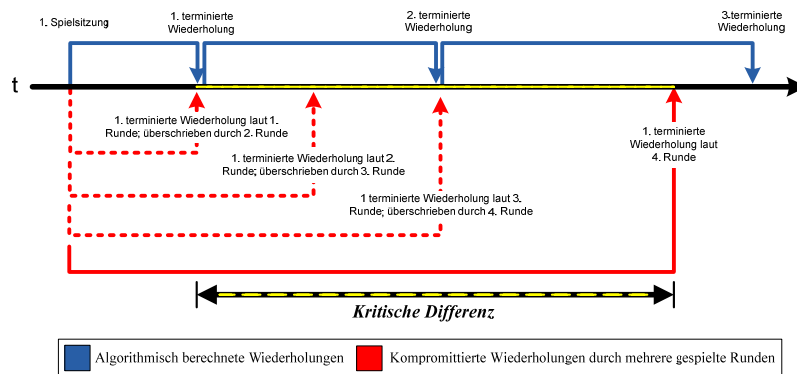 1. Spielsitzung
1. terminierte
Wiederholung
2. terminierte
Wiederholung
3.terminierte
Wiederholung
t
1. terminierte Wiederholung laut 1.
Runde; überschrieben durch 2. Runde
1. terminierte Wiederholung laut 2.
Runde; überschrieben durch 3. Runde
1 terminierte Wiederholung laut 3.
Runde; überschrieben durch 4. Runde
1. terminierte
Wiederholung laut
4. Runde
Kritische Differenz
Algorithmisch berechnete Wiederholungen
Kompromittierte Wiederholungen durch mehrere gespielte Runden